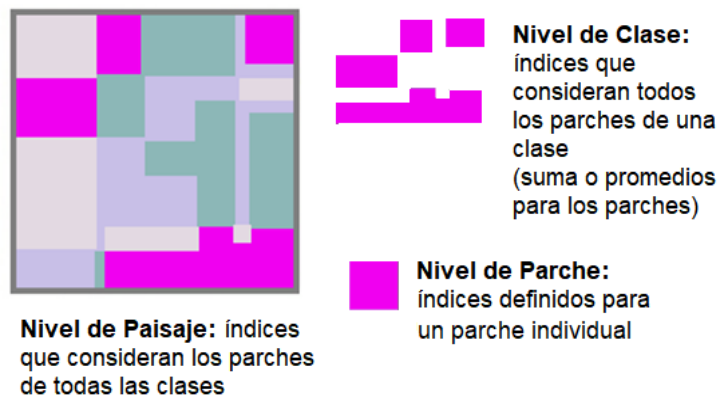 Nivel de Clase:
índices que
consideran todos
los parches de una
clase
(suma o promedios
para los parches)
Nivel de Parche:
índices definidos para
un parche individual
Nivel de Paisaje: índices
que consideran los parches
de todas las clases